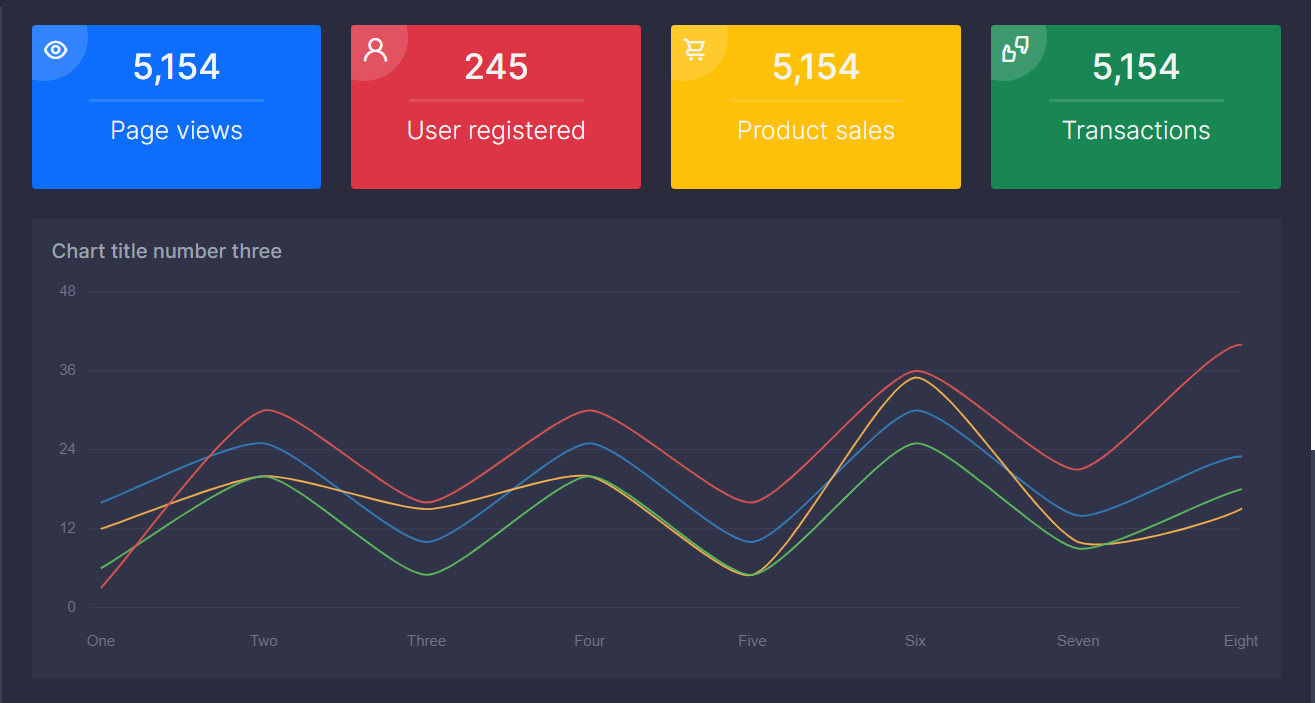 5,154
Page views
245
User registered
5,154
Product sales
5,154
Transactions
Chart title number three
48
36
24
12
0
One Two Three Four Five Six Seven Eight